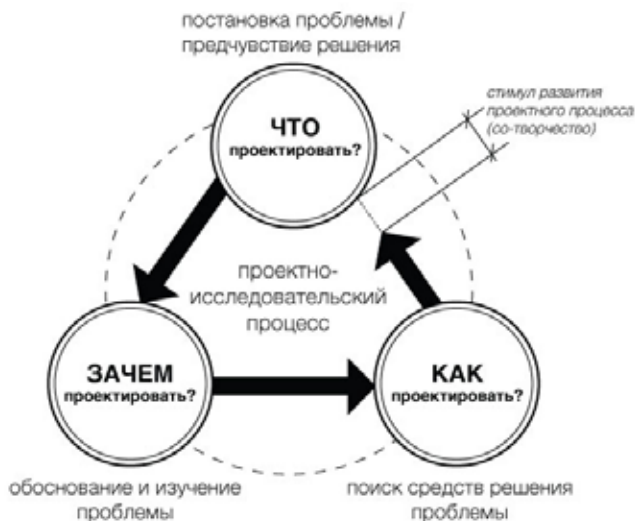 постановка проблемы /
предчувствие решения
стимул развития
проектного процесса
(со-творчество)
ЧТО
проектировать?
проектно-
исследовательский
процесс
ЗАЧЕМ
проектировать?
КАК
проектировать?
обоснование и изучение
проблемы
поиск средств решения
проблемы